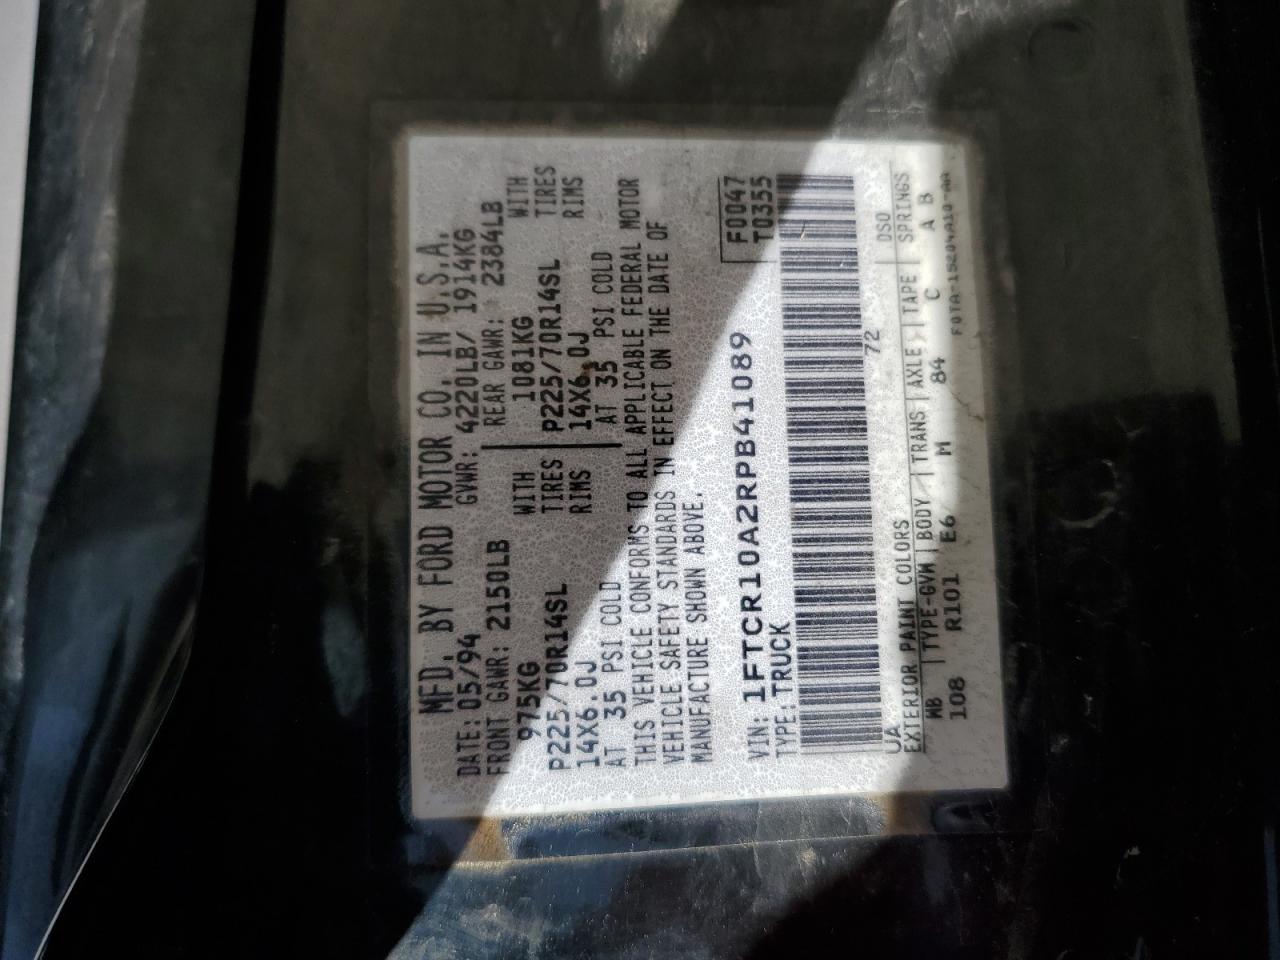 MFD. BY FORD MOTOR CO. IN U.S.A.
DATE: 05/94 GVWR: 4220LB/ 1914KG
FRONT GAWR: 2150LB REAR GAWR: 2384LB
975KG WITH 1081KG WITH
P225/70R14SL TIRES P225/70R14SL TIRES
14X6.0J RIMS 14X6.0J RIMS
AT 35 PSI COLD AT 35 PSI COLD
THIS VEHICLE CONFORMS TO ALL APPLICABLE FEDERAL MOTOR
VEHICLE SAFETY STANDARDS IN EFFECT ON THE DATE OF
MANUFACTURE SHOWN ABOVE.
F0047
T0355
VIN: 1FTCR10A2RPB41089
TYPE: TRUCK
UA 72
EXTERIOR PAINT COLORS DSO
WB TYPE-GVW BODY TRANS AXLE TAPE SPRINGS
108 R101 E6 M 84 C A B
F0TA-15204A10-AA